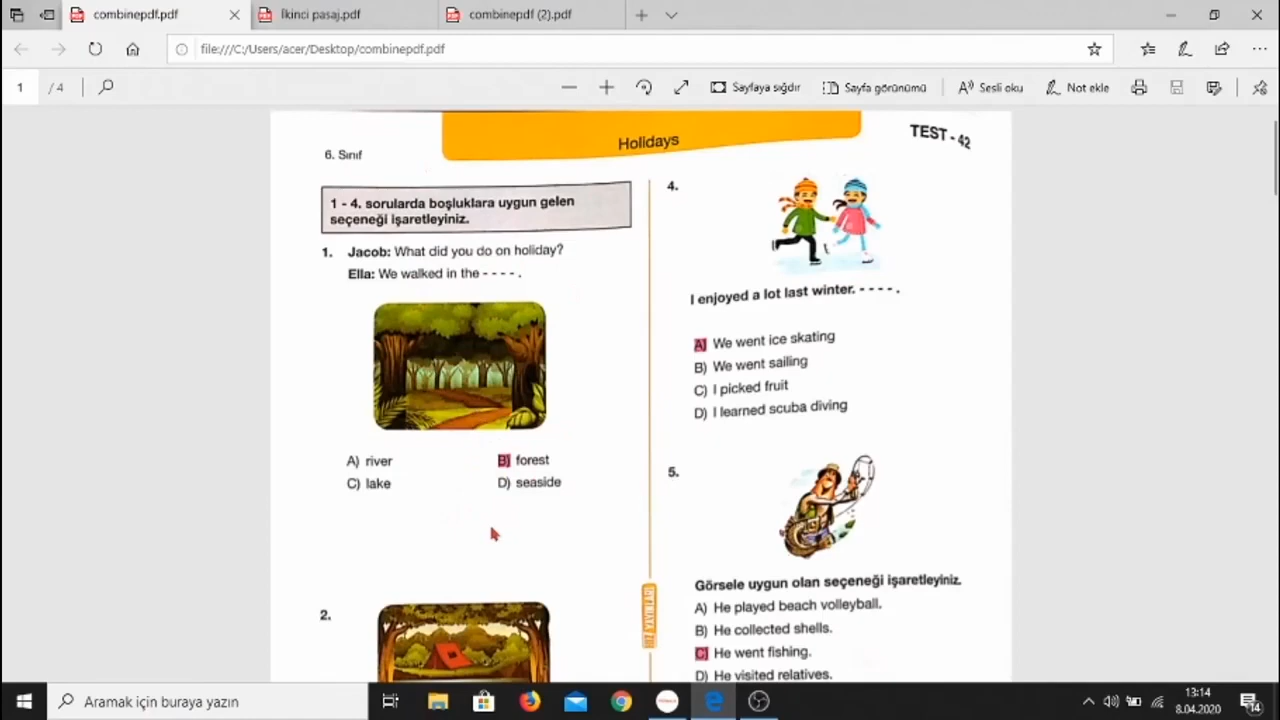 combinepdf.pdf
İkinci pasaj.pdf
combinepdf (2).pdf
file:///C:/Users/acer/Desktop/combinepdf.pdf
1 / 4
Sayfaya sığdır
Sayfa görünümü
Sesli oku
Not ekle
6. Sınıf
Holidays
TEST - 42
1 - 4. sorularda boşluklara uygun gelen
seçeneği işaretleyiniz.
1. Jacob: What did you do on holiday?
Ella: We walked in the - - - - .
A) river
B) forest
C) lake
D) seaside
2.
4.
I enjoyed a lot last winter. - - - - .
A) We went ice skating
B) We went sailing
C) I picked fruit
D) I learned scuba diving
5.
Görsele uygun olan seçeneği işaretleyiniz.
A) He played beach volleyball.
B) He collected shells.
C) He went fishing.
D) He visited relatives.
Aramak için buraya yazın
13:14
8.04.2020
14